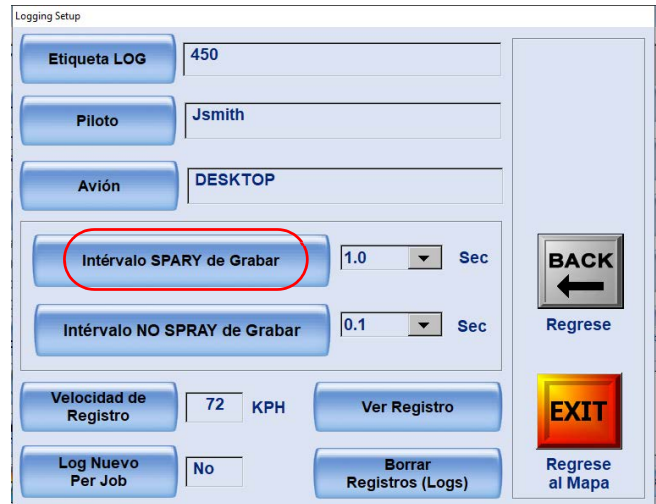 Logging Setup
Etiqueta LOG
450
Piloto
Jsmith
Avión
DESKTOP
Intérvalo SPARY de Grabar
1.0
Sec
Intérvalo NO SPRAY de Grabar
0.1
Sec
Velocidad de
Registro
72
KPH
Ver Registro
Log Nuevo
Per Job
No
Borrar
Registros (Logs)
BACK
Regrese
EXIT
Regrese
al Mapa